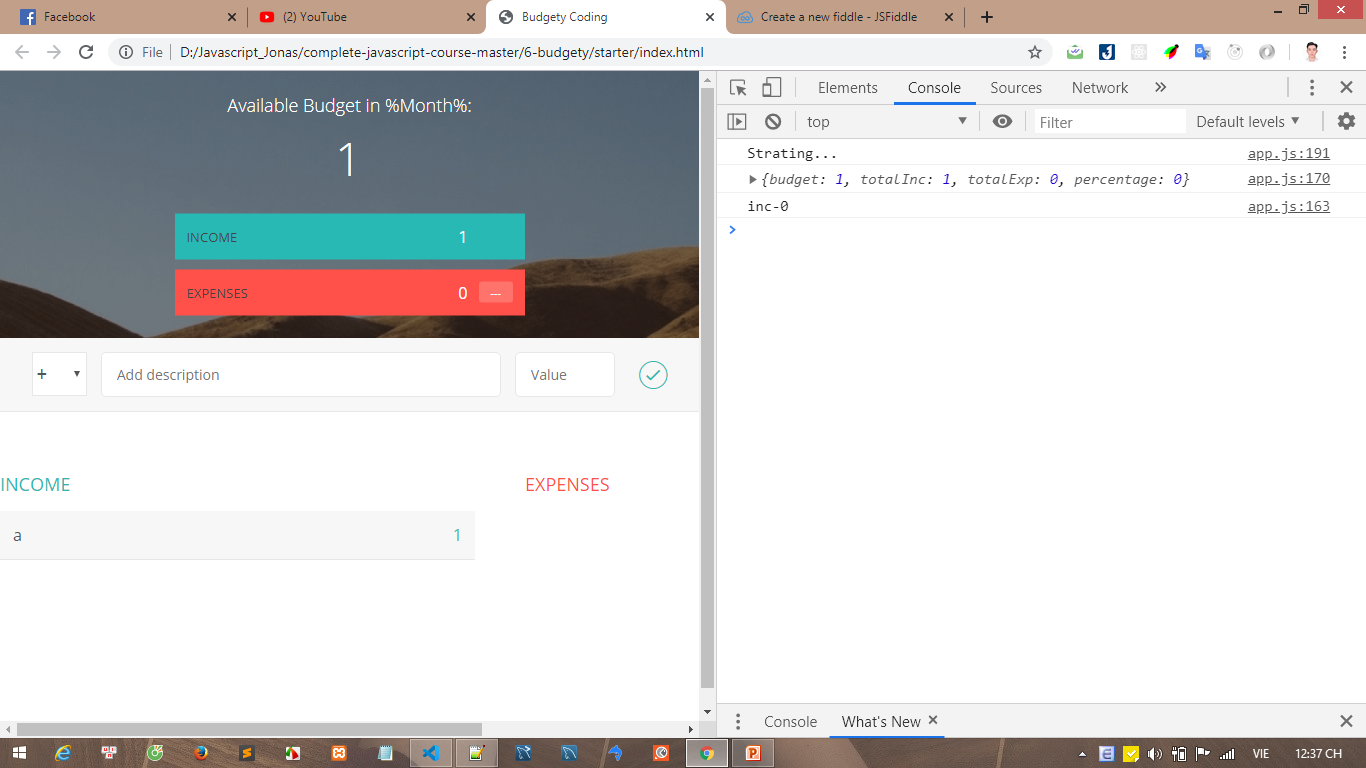 Facebook
(2) YouTube
Budgety Coding
Create a new fiddle - JSFiddle
File
D:/Javascript_Jonas/complete-javascript-course-master/6-budgety/starter/index.html
Available Budget in %Month%:
1
INCOME 1
EXPENSES 0 ---
+ Add description Value
INCOME EXPENSES
a 1
Elements Console Sources Network
top Filter Default levels
Strating... app.js:191
{budget: 1, totalInc: 1, totalExp: 0, percentage: 0} app.js:170
inc-0 app.js:163
Console What's New
VIE 12:37 CH